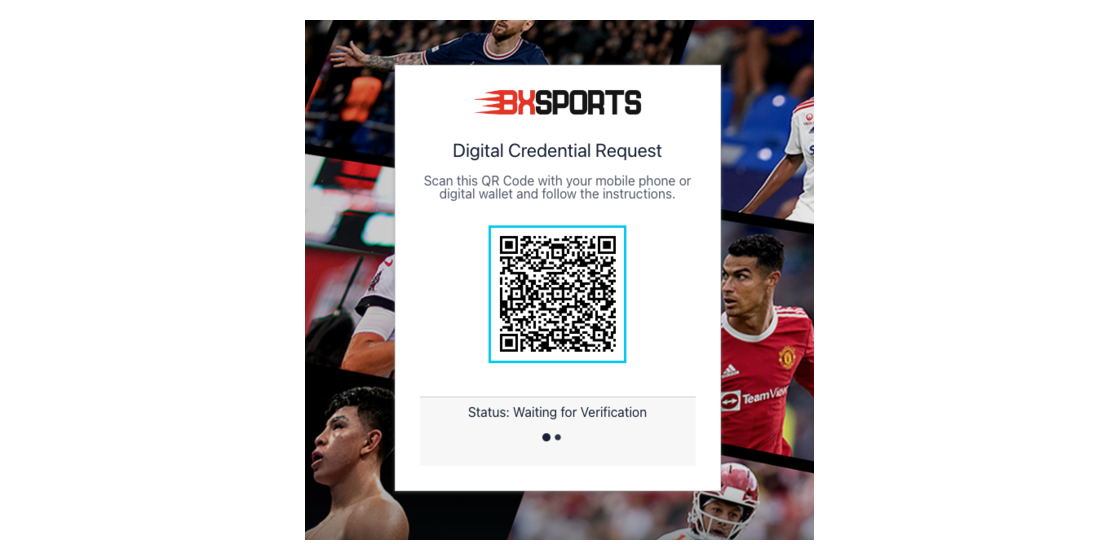 BXSPORTS
Digital Credential Request
Scan this QR Code with your mobile phone or
digital wallet and follow the instructions.
Status: Waiting for Verification
TeamView